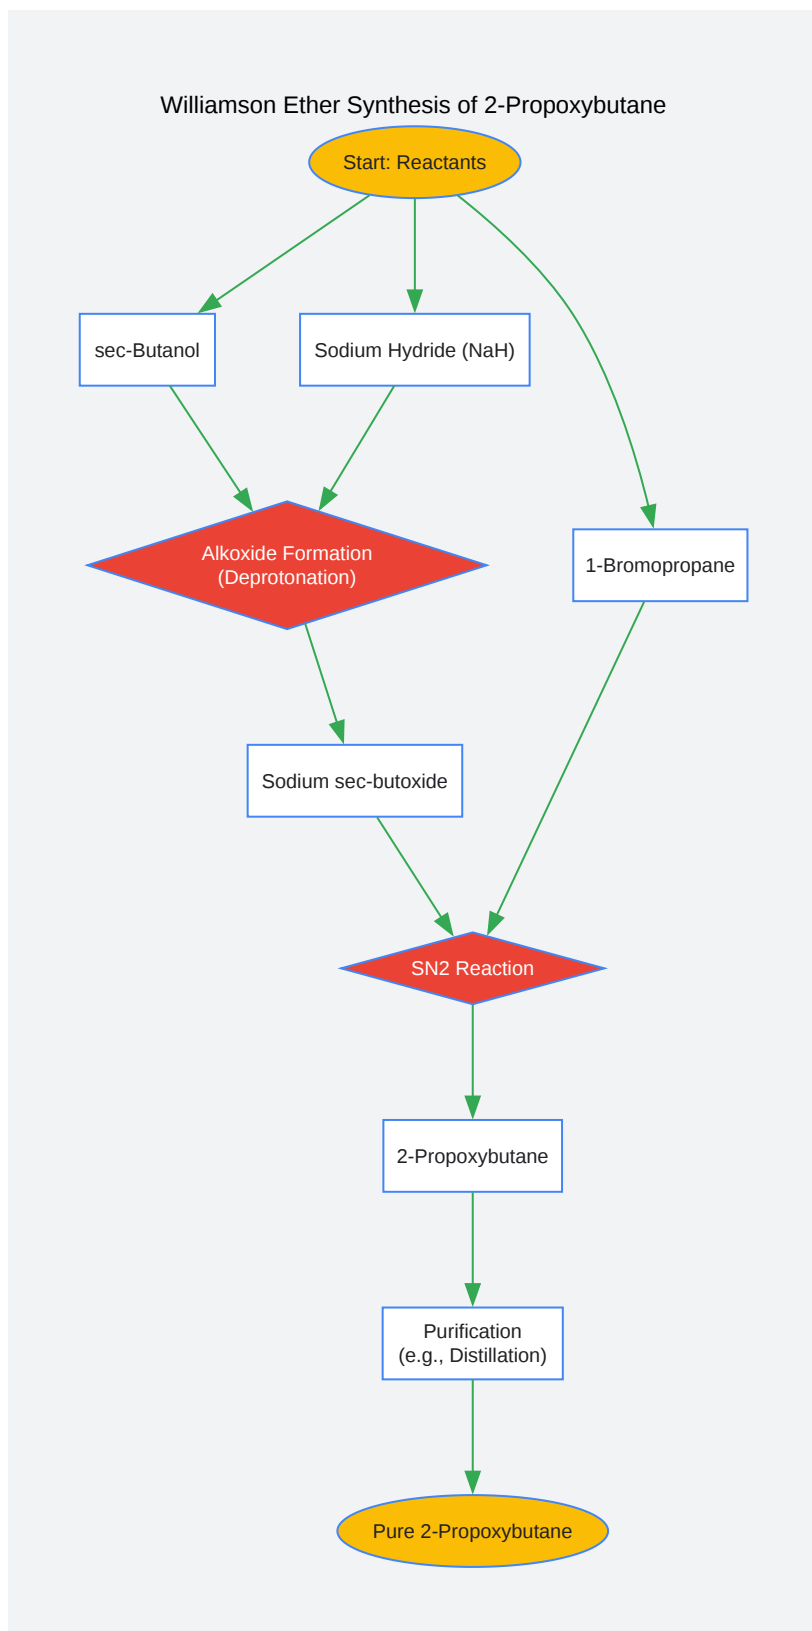 Williamson Ether Synthesis of 2-Propoxybutane
Start: Reactants
sec-Butanol
Sodium Hydride (NaH)
Alkoxide Formation
(Deprotonation)
1-Bromopropane
Sodium sec-butoxide
SN2 Reaction
2-Propoxybutane
Purification
(e.g., Distillation)
Pure 2-Propoxybutane